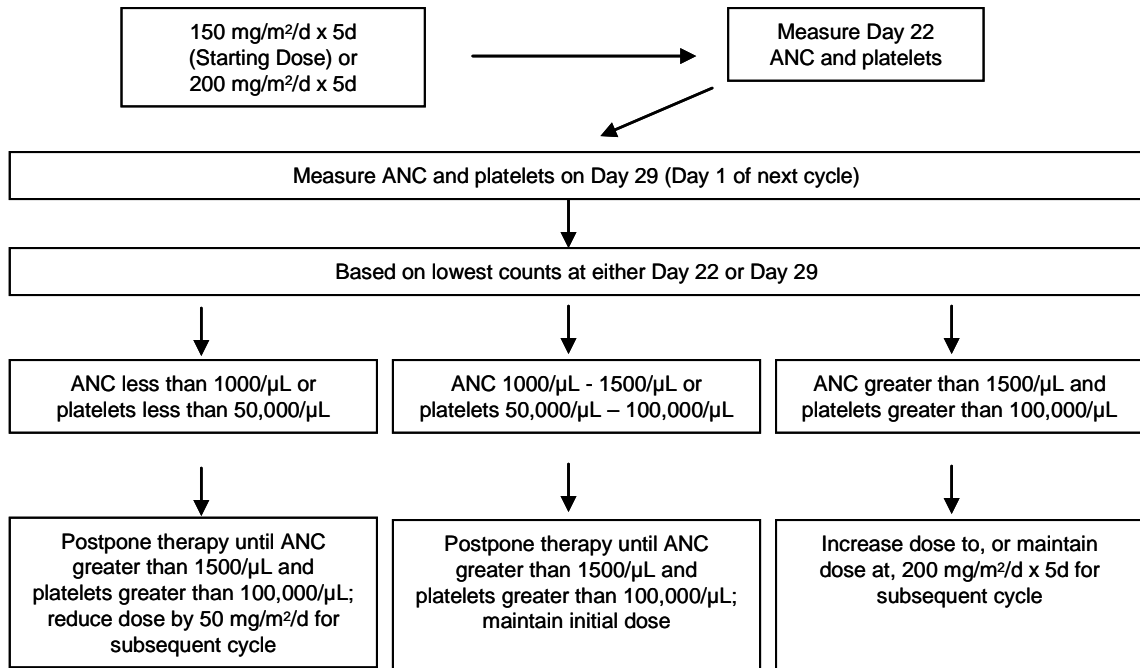 150 mg/m²/d x 5d
(Starting Dose) or
200 mg/m²/d x 5d
Measure Day 22
ANC and platelets
Measure ANC and platelets on Day 29 (Day 1 of next cycle)
Based on lowest counts at either Day 22 or Day 29
ANC less than 1000/µL or
platelets less than 50,000/µL
ANC 1000/µL - 1500/µL or
platelets 50,000/µL – 100,000/µL
ANC greater than 1500/µL and
platelets greater than 100,000/µL
Postpone therapy until ANC
greater than 1500/µL and
platelets greater than 100,000/µL;
reduce dose by 50 mg/m²/d for
subsequent cycle
Postpone therapy until ANC
greater than 1500/µL and
platelets greater than 100,000/µL;
maintain initial dose
Increase dose to, or maintain
dose at, 200 mg/m²/d x 5d for
subsequent cycle